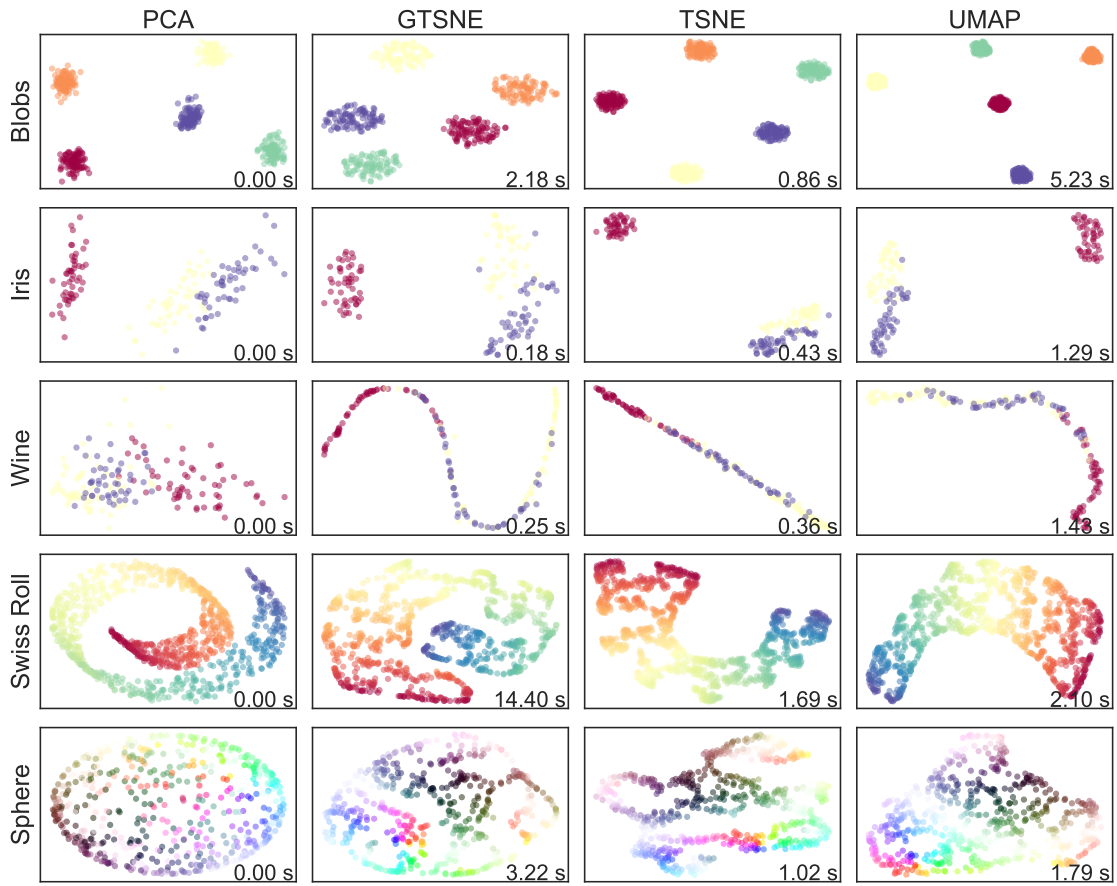 PCA GTSNE TSNE UMAP
Blobs
0.00 s 2.18 s 0.86 s 5.23 s
Iris
0.00 s 0.18 s 0.43 s 1.29 s
Wine
0.00 s 0.25 s 0.36 s 1.43 s
Swiss Roll
0.00 s 14.40 s 1.69 s 2.10 s
Sphere
0.00 s 3.22 s 1.02 s 1.79 s